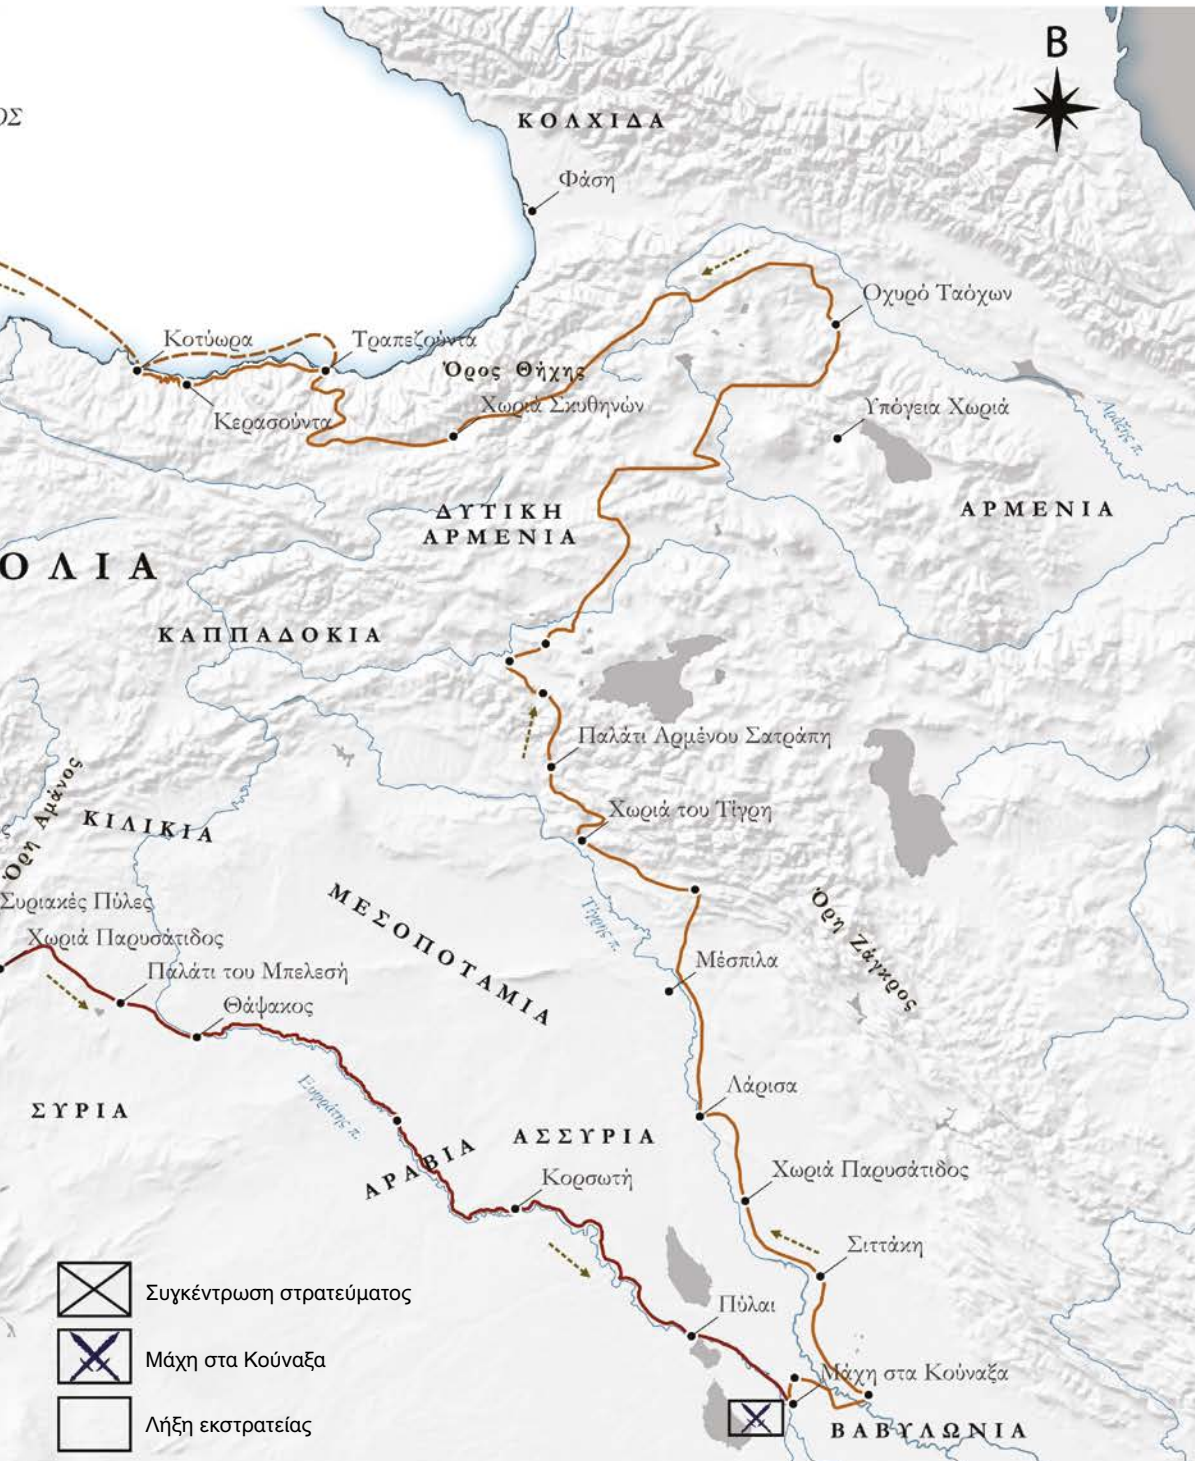 Β
ΟΣ
ΚΟΛΧΙΔΑ
Φάση
Οχυρό Ταόχων
Κοτύωρα
Τραπεζούντα
Όρος Θήχης
Κερασούντα
Χωριά Σκυθηνών
Υπόγεια Χωριά
Αράξης π.
ΔΥΤΙΚΗ
ΑΡΜΕΝΙΑ
ΑΡΜΕΝΙΑ
ΟΛΙΑ
ΚΑΠΠΑΔΟΚΙΑ
Παλάτι Αρμένου Σατράπη
Όρη Αμάνος
ς
ΚΙΛΙΚΙΑ
Χωριά του Τίγρη
ΜΕΣΟΠΟΤΑΜΙΑ
Τίγρης π.
Όρη Ζάγκρος
Συριακές Πύλες
Χωριά Παρυσάτιδος
Παλάτι του Μπελεσή
Θάψακος
Μέσπιλα
Ευφράτης π.
Λάρισα
ΣΥΡΙΑ
ΑΡΑΒΙΑ
ΑΣΣΥΡΙΑ
Κορσωτή
Χωριά Παρυσάτιδος
Σιττάκη
Πύλαι
Μάχη στα Κούναξα
ΒΑΒΥΛΩΝΙΑ
Συγκέντρωση στρατεύματος
Μάχη στα Κούναξα
Λήξη εκστρατείας